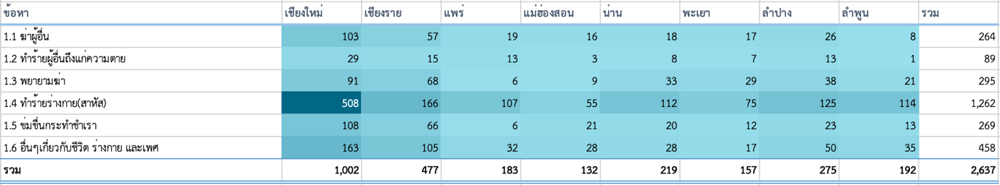 ข้อหา เชียงใหม่ เชียงราย แพร่ แม่ฮ่องสอน น่าน พะเยา ลำปาง ลำพูน รวม
1.1 ฆ่าผู้อื่น 103 57 19 16 18 17 26 8 264
1.2 ทำร้ายผู้อื่นถึงแก่ความตาย 29 15 13 3 8 7 13 1 89
1.3 พยายามฆ่า 91 68 6 9 33 29 38 21 295
1.4 ทำร้ายร่างกาย(สาหัส) 508 166 107 55 112 75 125 114 1,262
1.5 ข่มขืนกระทำชำเรา 108 66 6 21 20 12 23 13 269
1.6 อื่นๆเกี่ยวกับชีวิต ร่างกาย และเพศ 163 105 32 28 28 17 50 35 458
รวม 1,002 477 183 132 219 157 275 192 2,637